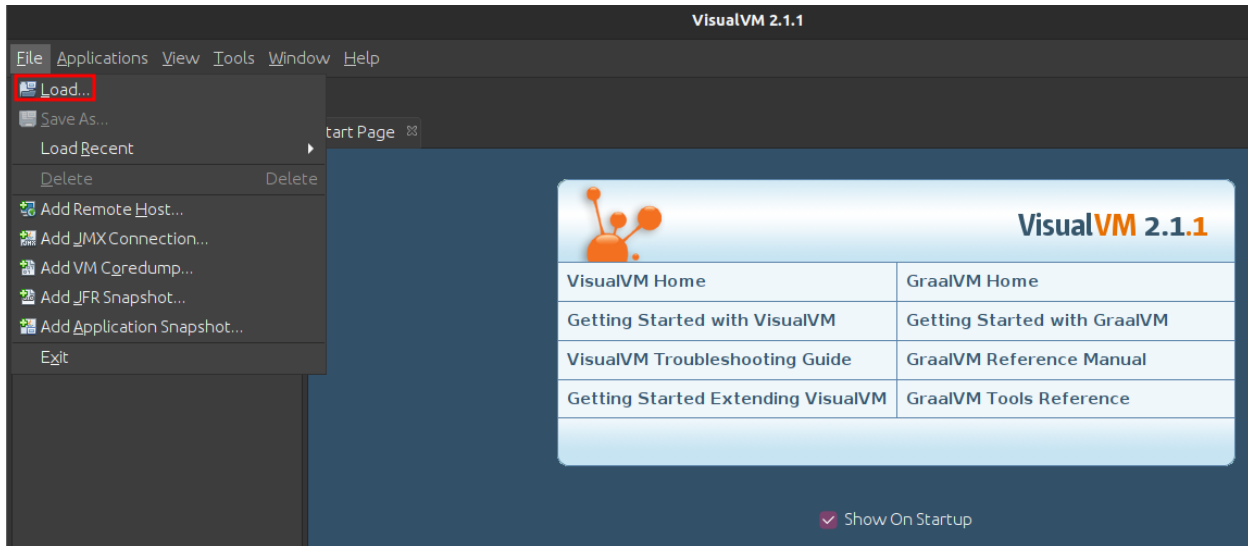 VisualVM 2.1.1
File Applications View Tools Window Help
Load...
Save As...
tart Page
Load Recent
Delete Delete
Add Remote Host...
Add JMX Connection...
Add VM Coredump...
Add JFR Snapshot...
Add Application Snapshot...
Exit
VisualVM 2.1.1
VisualVM Home GraalVM Home
Getting Started with VisualVM Getting Started with GraalVM
VisualVM Troubleshooting Guide GraalVM Reference Manual
Getting Started Extending VisualVM GraalVM Tools Reference
Show On Startup